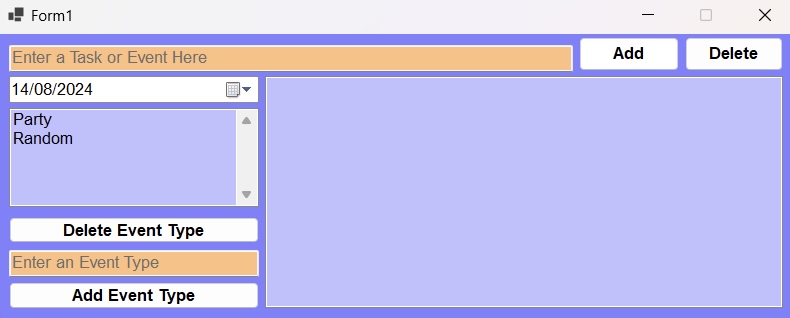 Form1
Enter a Task or Event Here
Add
Delete
14/08/2024
Party
Random
Delete Event Type
Enter an Event Type
Add Event Type